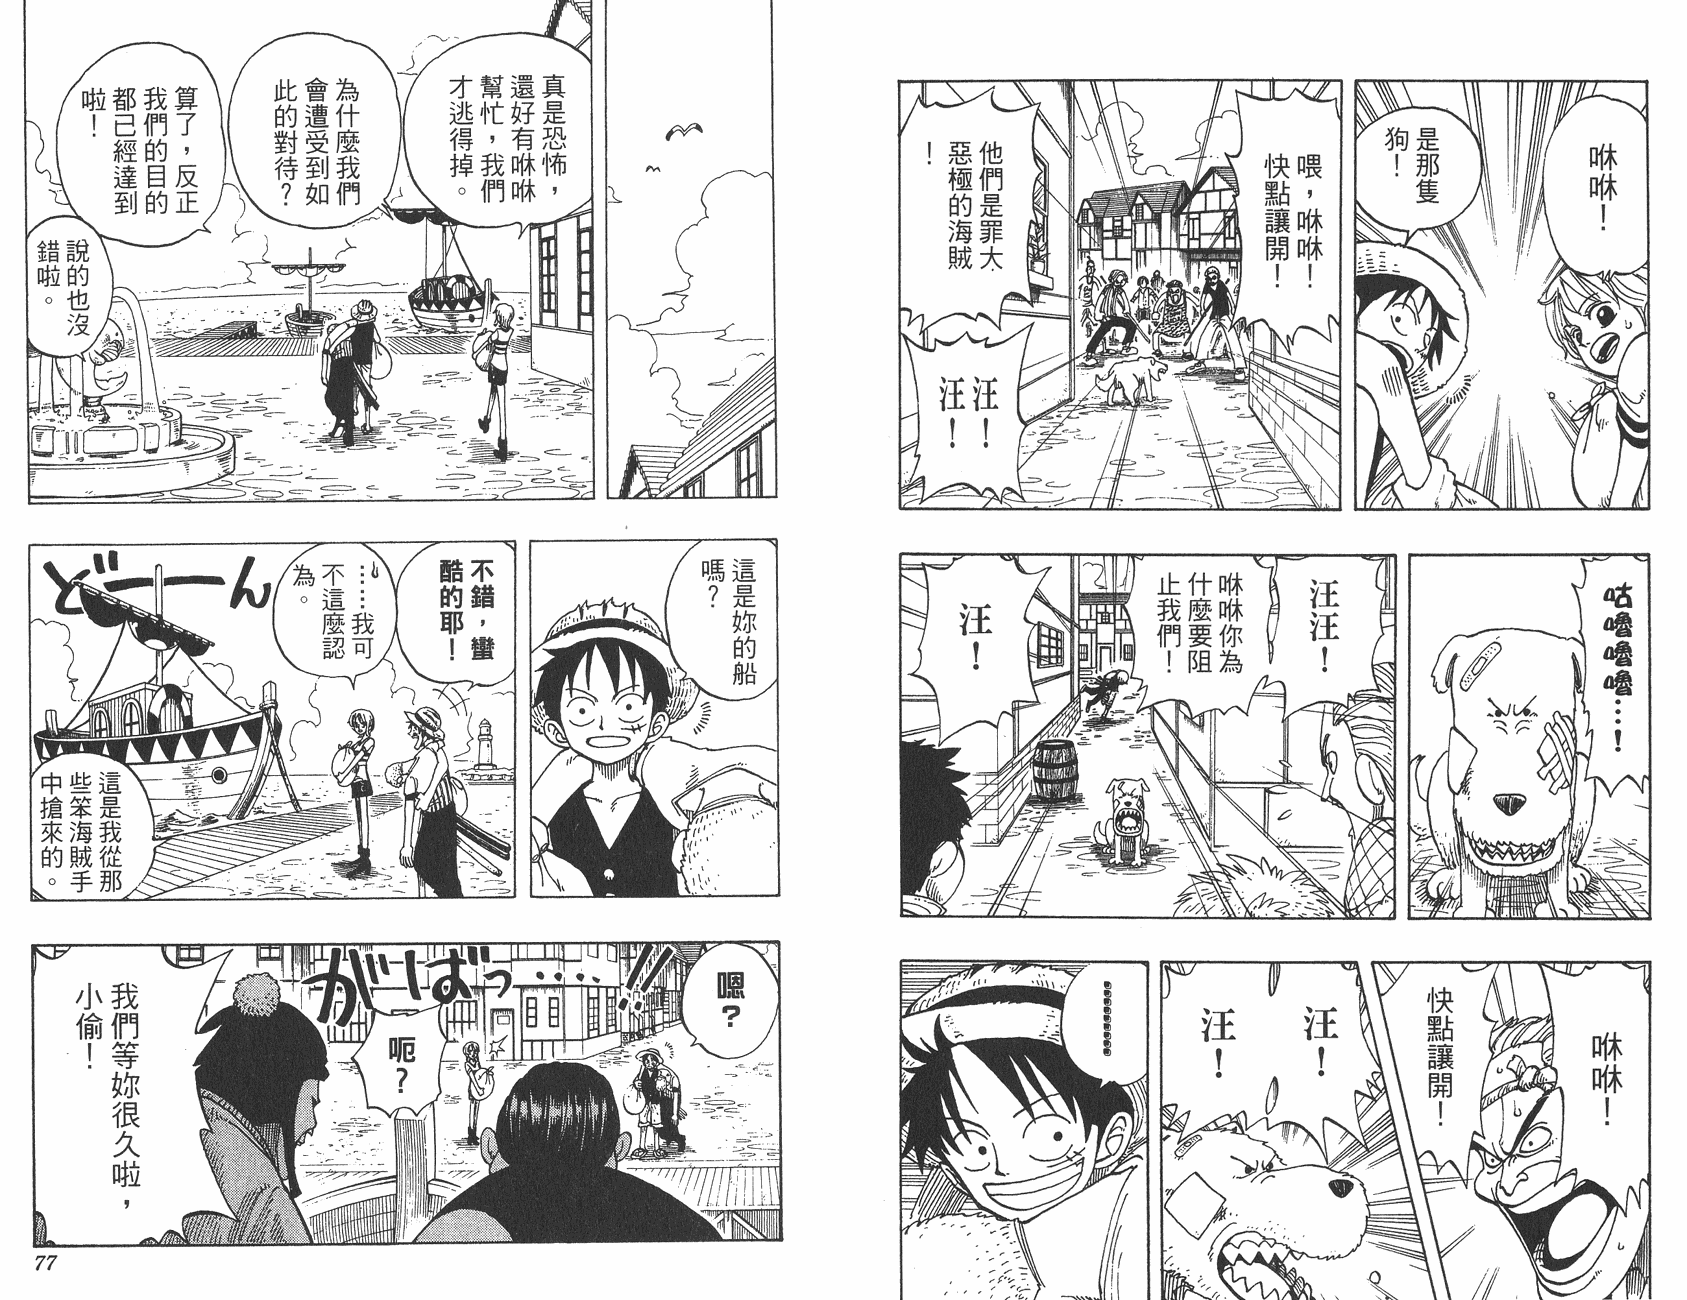 咻咻！
是那隻
狗！
喂，咻咻！
快點讓開！
他們是罪大
惡極的海賊
！
汪！
汪！
咕嚕嚕嚕…！
汪汪！
咻咻你為
什麼要阻
止我們！
汪！
咻咻！
快點讓開！
汪！
汪！
…………
真是恐怖，
還好有咻咻
幫忙，我們
才逃得掉。
為什麼我們
會遭受到如
此的對待？
算了，反正
我們的目的
都已經達到
啦！
說的也沒
錯啦。
這是妳的船
嗎？
不錯，蠻
酷的耶！
……我可
不這麼認
為。
どーーん
這是我從那
些笨海賊手
中搶來的。
嗯？
がばっ…!!
呃？
我們等妳很久啦，
小偷！
77